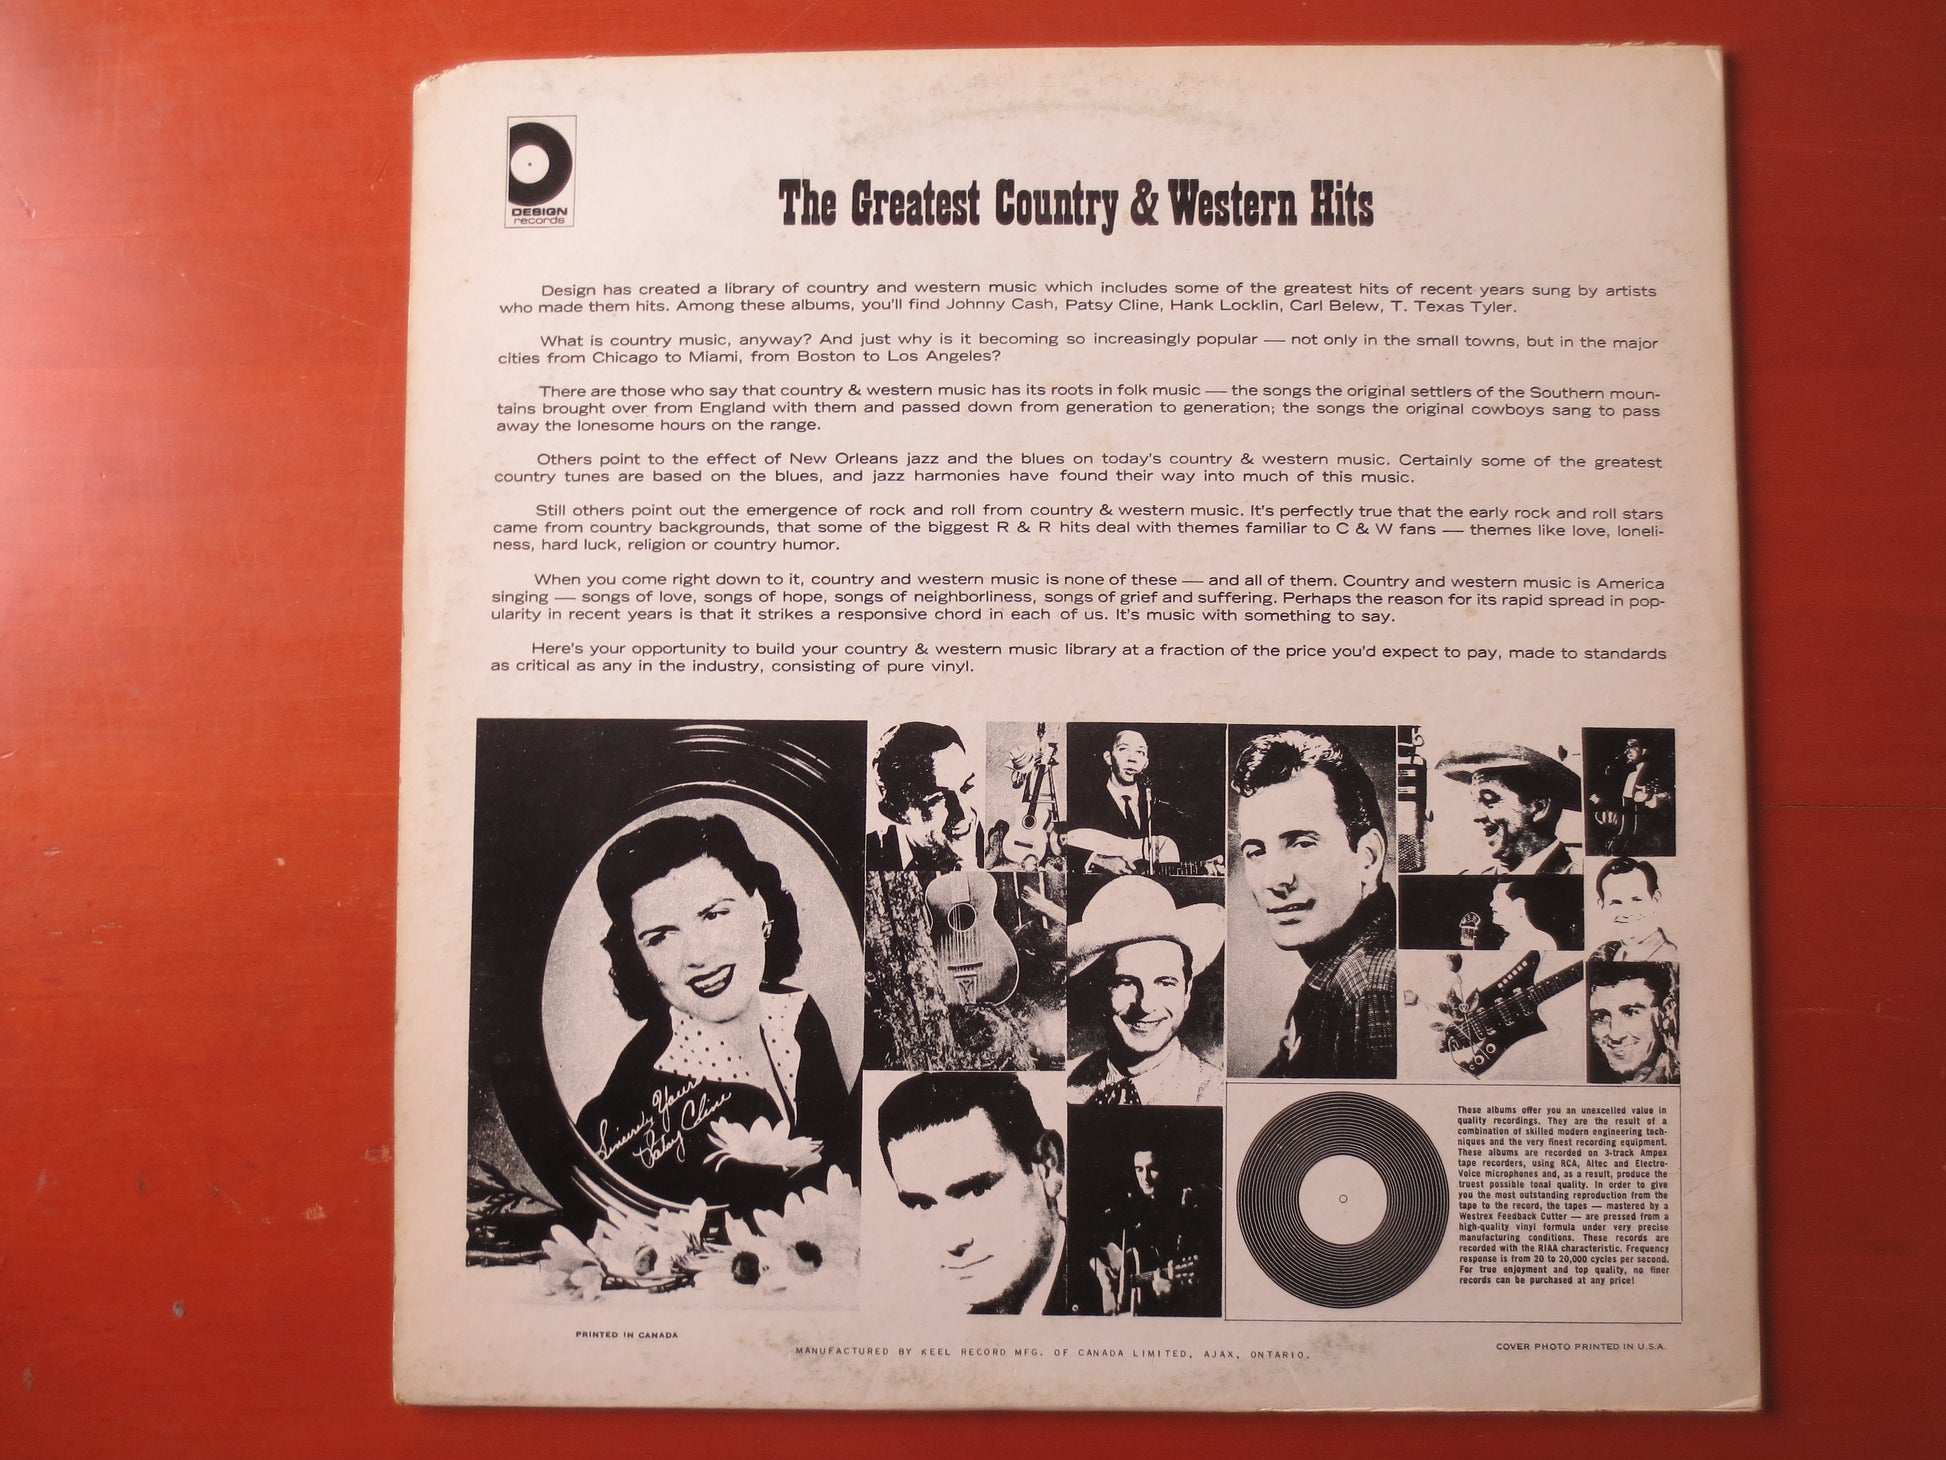 DESIGN
records
The Greatest Country & Western Hits
Design has created a library of country and western music which includes some of the greatest hits of recent years sung by artists
who made them hits. Among these albums, you'll find Johnny Cash, Patsy Cline, Hank Locklin, Carl Belew, T. Texas Tyler.
What is country music, anyway? And just why is it becoming so increasingly popular — not only in the small towns, but in the major
cities from Chicago to Miami, from Boston to Los Angeles?
There are those who say that country & western music has its roots in folk music — the songs the original settlers of the Southern moun-
tains brought over from England with them and passed down from generation to generation; the songs the original cowboys sang to pass
away the lonesome hours on the range.
Others point to the effect of New Orleans jazz and the blues on today's country & western music. Certainly some of the greatest
country tunes are based on the blues, and jazz harmonies have found their way into much of this music.
Still others point out the emergence of rock and roll from country & western music. It's perfectly true that the early rock and roll stars
came from country backgrounds, that some of the biggest R & R hits deal with themes familiar to C & W fans — themes like love, loneli-
ness, hard luck, religion or country humor.
When you come right down to it, country and western music is none of these — and all of them. Country and western music is America
singing — songs of love, songs of hope, songs of neighborliness, songs of grief and suffering. Perhaps the reason for its rapid spread in pop-
ularity in recent years is that it strikes a responsive chord in each of us. It's music with something to say.
Here's your opportunity to build your country & western music library at a fraction of the price you'd expect to pay, made to standards
as critical as any in the industry, consisting of pure vinyl.
Sincerely Yours
Patsy Cline
These albums offer you an unexcelled value in
quality recordings. They are the result of a
combination of skilled modern engineering tech-
niques and the very finest recording equipment.
These albums are recorded on 3-track Ampex
tape recorders, using RCA, Altec and Electro-
Voice microphones and, as a result, produce the
truest possible tonal quality. In order to give
you the most outstanding reproduction from the
tape to the record, the tapes — mastered by a
Westrex Feedback Cutter — are pressed from a
high-quality vinyl formula under very precise
manufacturing conditions. These records are
recorded with the RIAA characteristic. Frequency
response is from 20 to 20,000 cycles per second.
For true enjoyment and top quality, no finer
records can be purchased at any price!
PRINTED IN CANADA
MANUFACTURED BY KEEL RECORD MFG. OF CANADA LIMITED, AJAX, ONTARIO.
COVER PHOTO PRINTED IN U.S.A.